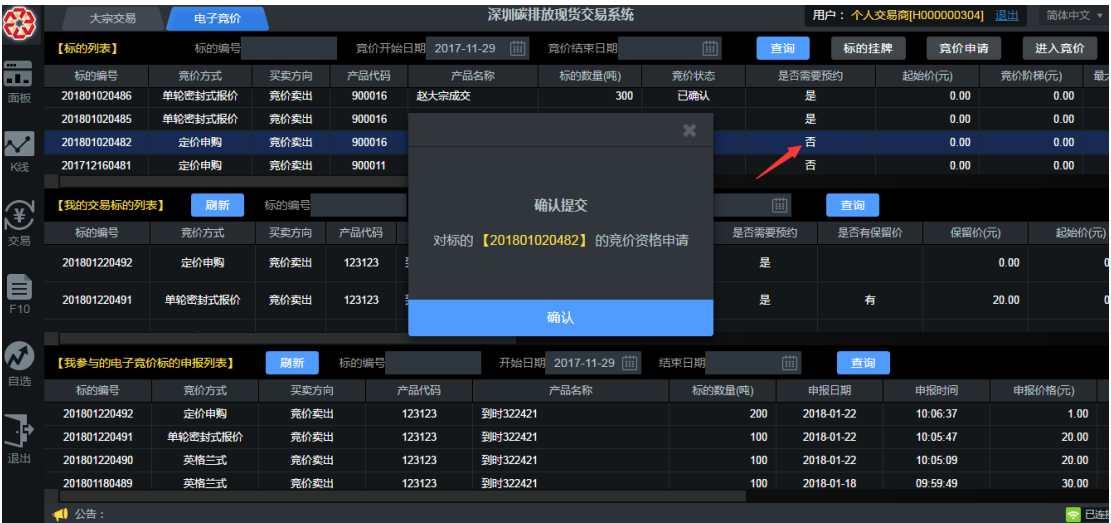 大宗交易 电子竞价 深圳碳排放现货交易系统 用户： 个人交易商[H000000304] 退出 简体中文
【标的列表】 标的编号 竞价开始日期 2017-11-29 竞价结束日期 查询 标的挂牌 竞价申请 进入竞价
标的编号 竞价方式 买卖方向 产品代码 产品名称 标的数量(吨) 竞价状态 是否需要预约 起始价(元) 竞价阶梯(元)
面板
201801020486 单轮密封式报价 竞价卖出 900016 赵大宗成交 300 已确认 是 0.00 0.00
201801020485 单轮密封式报价 竞价卖出 900016 是 0.00 0.00
201801020482 定价申购 竞价卖出 900016 否 0.00 0.00
K线
201712160481 定价申购 竞价卖出 900011 否 0.00 0.00
确认提交
对标的【201801020482】的竞价资格申请
确认
【我的交易标的列表】 刷新 标的编号 查询
交易
标的编号 竞价方式 买卖方向 产品代码 是否需要预约 是否有保留价 保留价(元) 起始价(元)
201801220492 定价申购 竞价卖出 123123 是 0.00
F10
201801220491 单轮密封式报价 竞价卖出 123123 是 有 20.00
【我参与的电子竞价标的申报列表】 刷新 标的编号 开始日期 2017-11-29 结束日期 查询
自选
标的编号 竞价方式 买卖方向 产品代码 产品名称 标的数量(吨) 申报日期 申报时间 申报价格(元)
201801220492 定价申购 竞价卖出 123123 到时322421 200 2018-01-22 10:06:37 1.00
201801220491 单轮密封式报价 竞价卖出 123123 到时322421 100 2018-01-22 10:05:47 20.00
退出
201801220490 英格兰式 竞价卖出 123123 到时322421 100 2018-01-22 10:05:09 20.00
201801180489 英格兰式 竞价卖出 123123 到时322421 100 2018-01-18 09:59:49 30.00
公告： 已连接